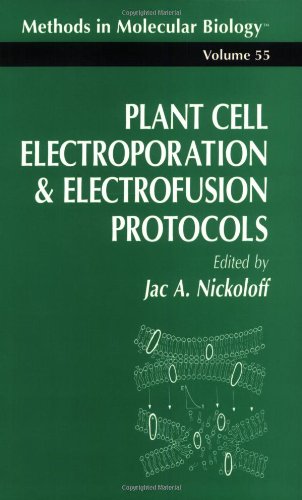 Methods in Molecular Biology™
Volume 55
PLANT CELL
ELECTROPORATION
& ELECTROFUSION
PROTOCOLS
Edited by
Jac A. Nickoloff